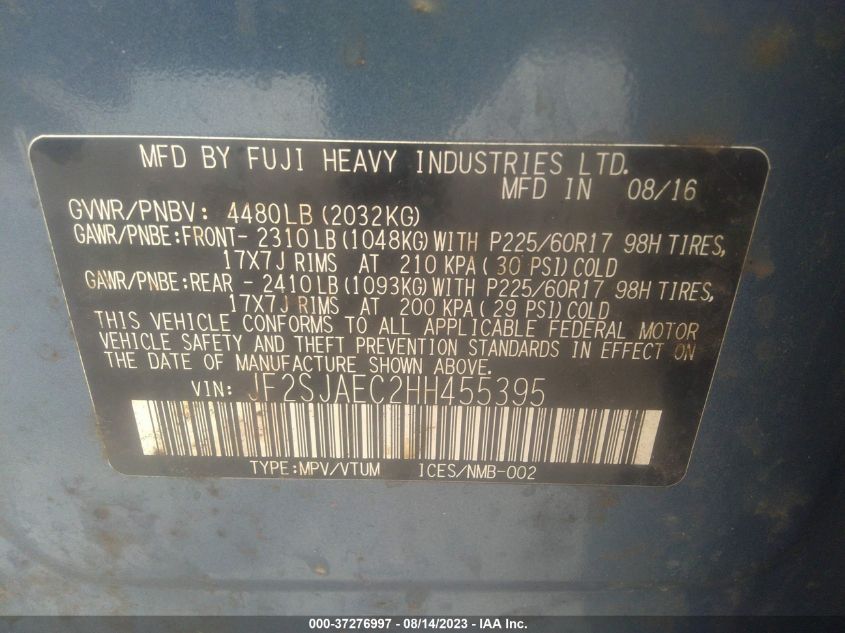 MFD BY FUJI HEAVY INDUSTRIES LTD.
MFD IN 08/16
GVWR/PNBV: 4480LB(2032KG)
GAWR/PNBE:FRONT- 2310LB(1048KG)WITH P225/60R17 98H TIRES,
17X7J RIMS AT 210 KPA(30 PSI)COLD
GAWR/PNBE:REAR - 2410LB(1093KG)WITH P225/60R17 98H TIRES,
17X7J RIMS AT 200 KPA(29 PSI)COLD
THIS VEHICLE CONFORMS TO ALL APPLICABLE FEDERAL MOTOR
VEHICLE SAFETY AND THEFT PREVENTION STANDARDS IN EFFECT ON
THE DATE OF MANUFACTURE SHOWN ABOVE.
VIN: JF2SJAEC2HH455395
TYPE:MPV/VTUM ICES/NMB-002
000-37276997 - 08/14/2023 - IAA Inc.